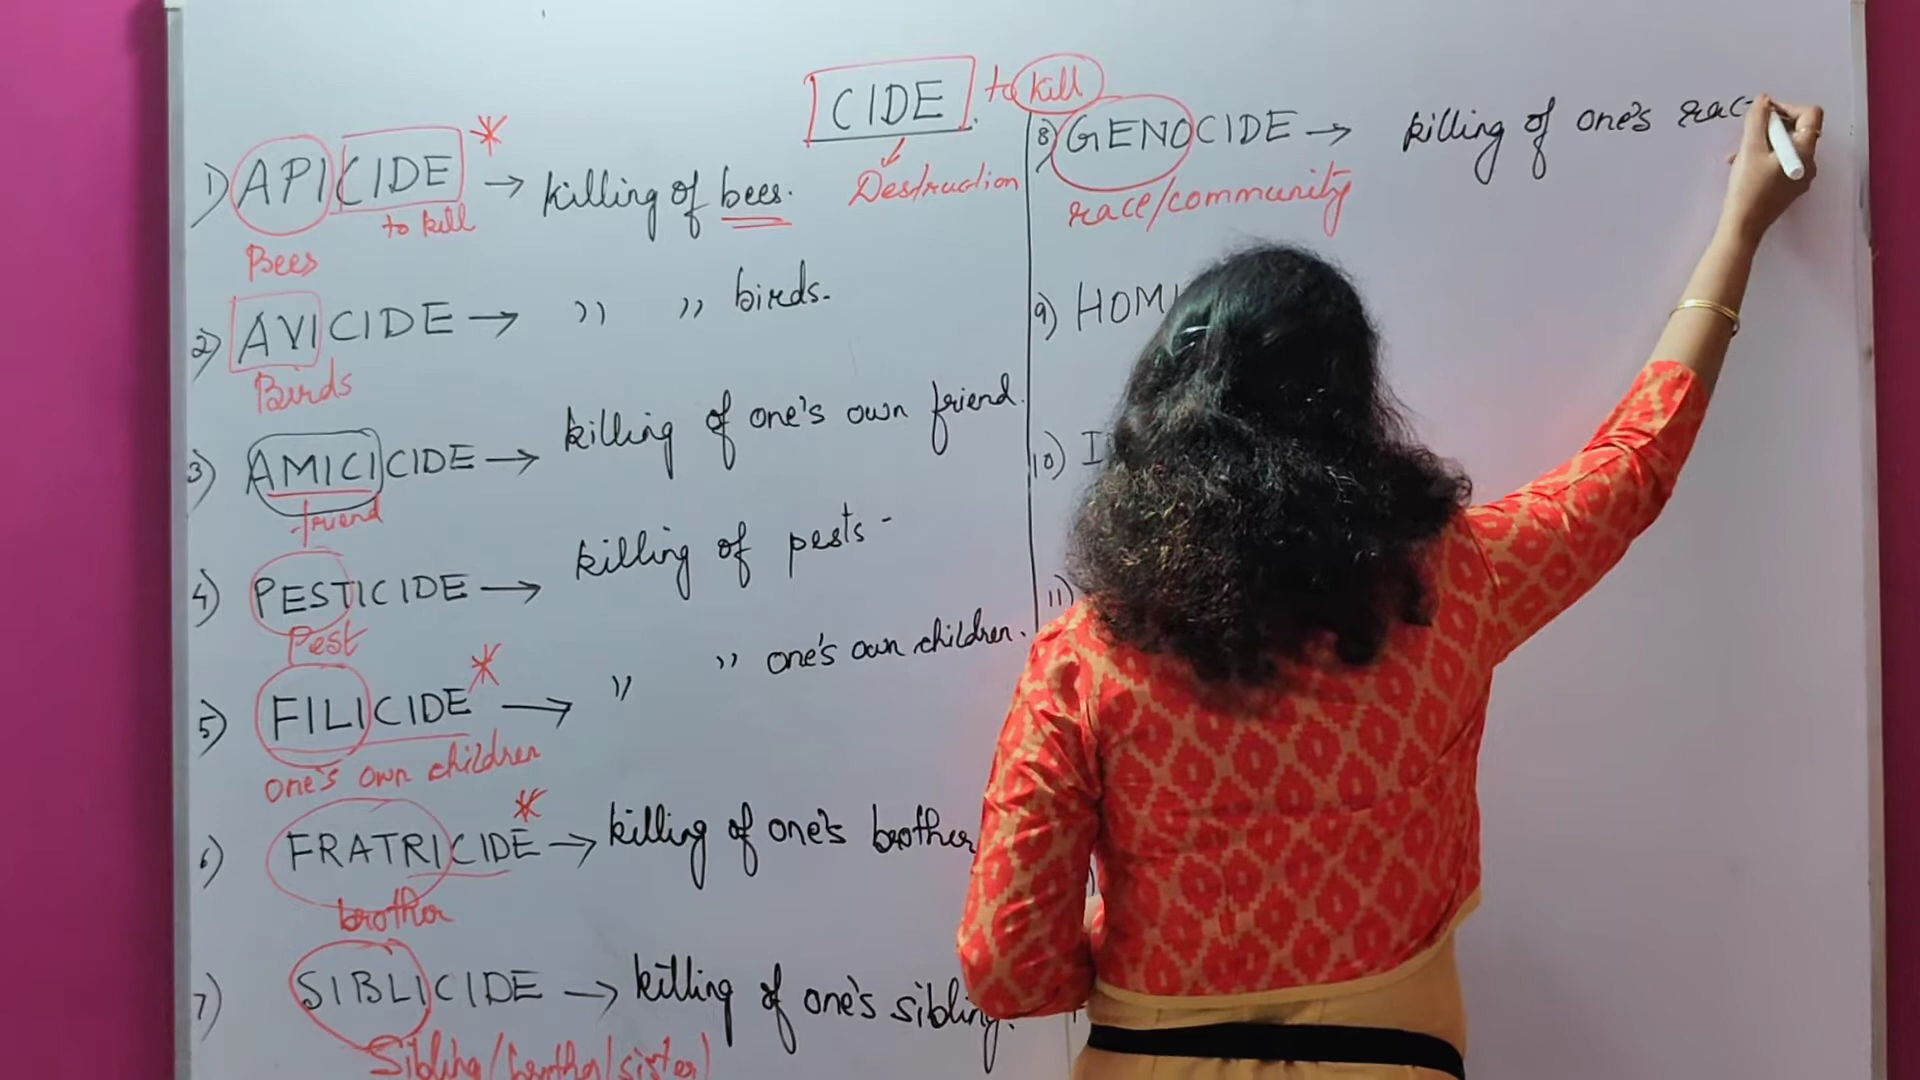 CIDE to kill
Destruction
1) APICIDE * → killing of bees.
Bees to kill
2) AVICIDE → " " birds.
Birds
3) AMICICIDE → killing of one's own friend.
friend
4) PESTICIDE → killing of pests -
Pest
5) FILICIDE * → " " one's own children.
one's own children
6) FRATRICIDE * → killing of one's brother
brother
7) SIBLICIDE → killing of one's sibling.
Sibling/brother/sister/
8) GENOCIDE → killing of one's rac
race/community
9) HOMI
10) I
11)